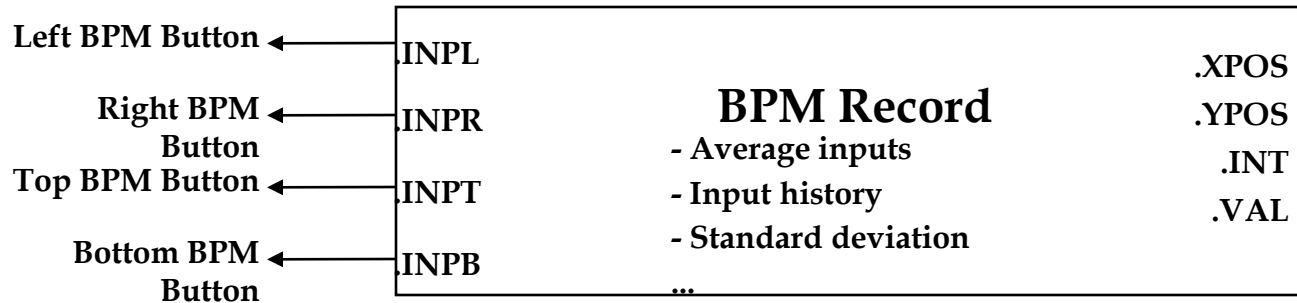 Left BPM Button
Right BPM
Button
Top BPM Button
Bottom BPM
Button
.INPL
.INPR
.INPT
.INPB
BPM Record
- Average inputs
- Input history
- Standard deviation
...
.XPOS
.YPOS
.INT
.VAL